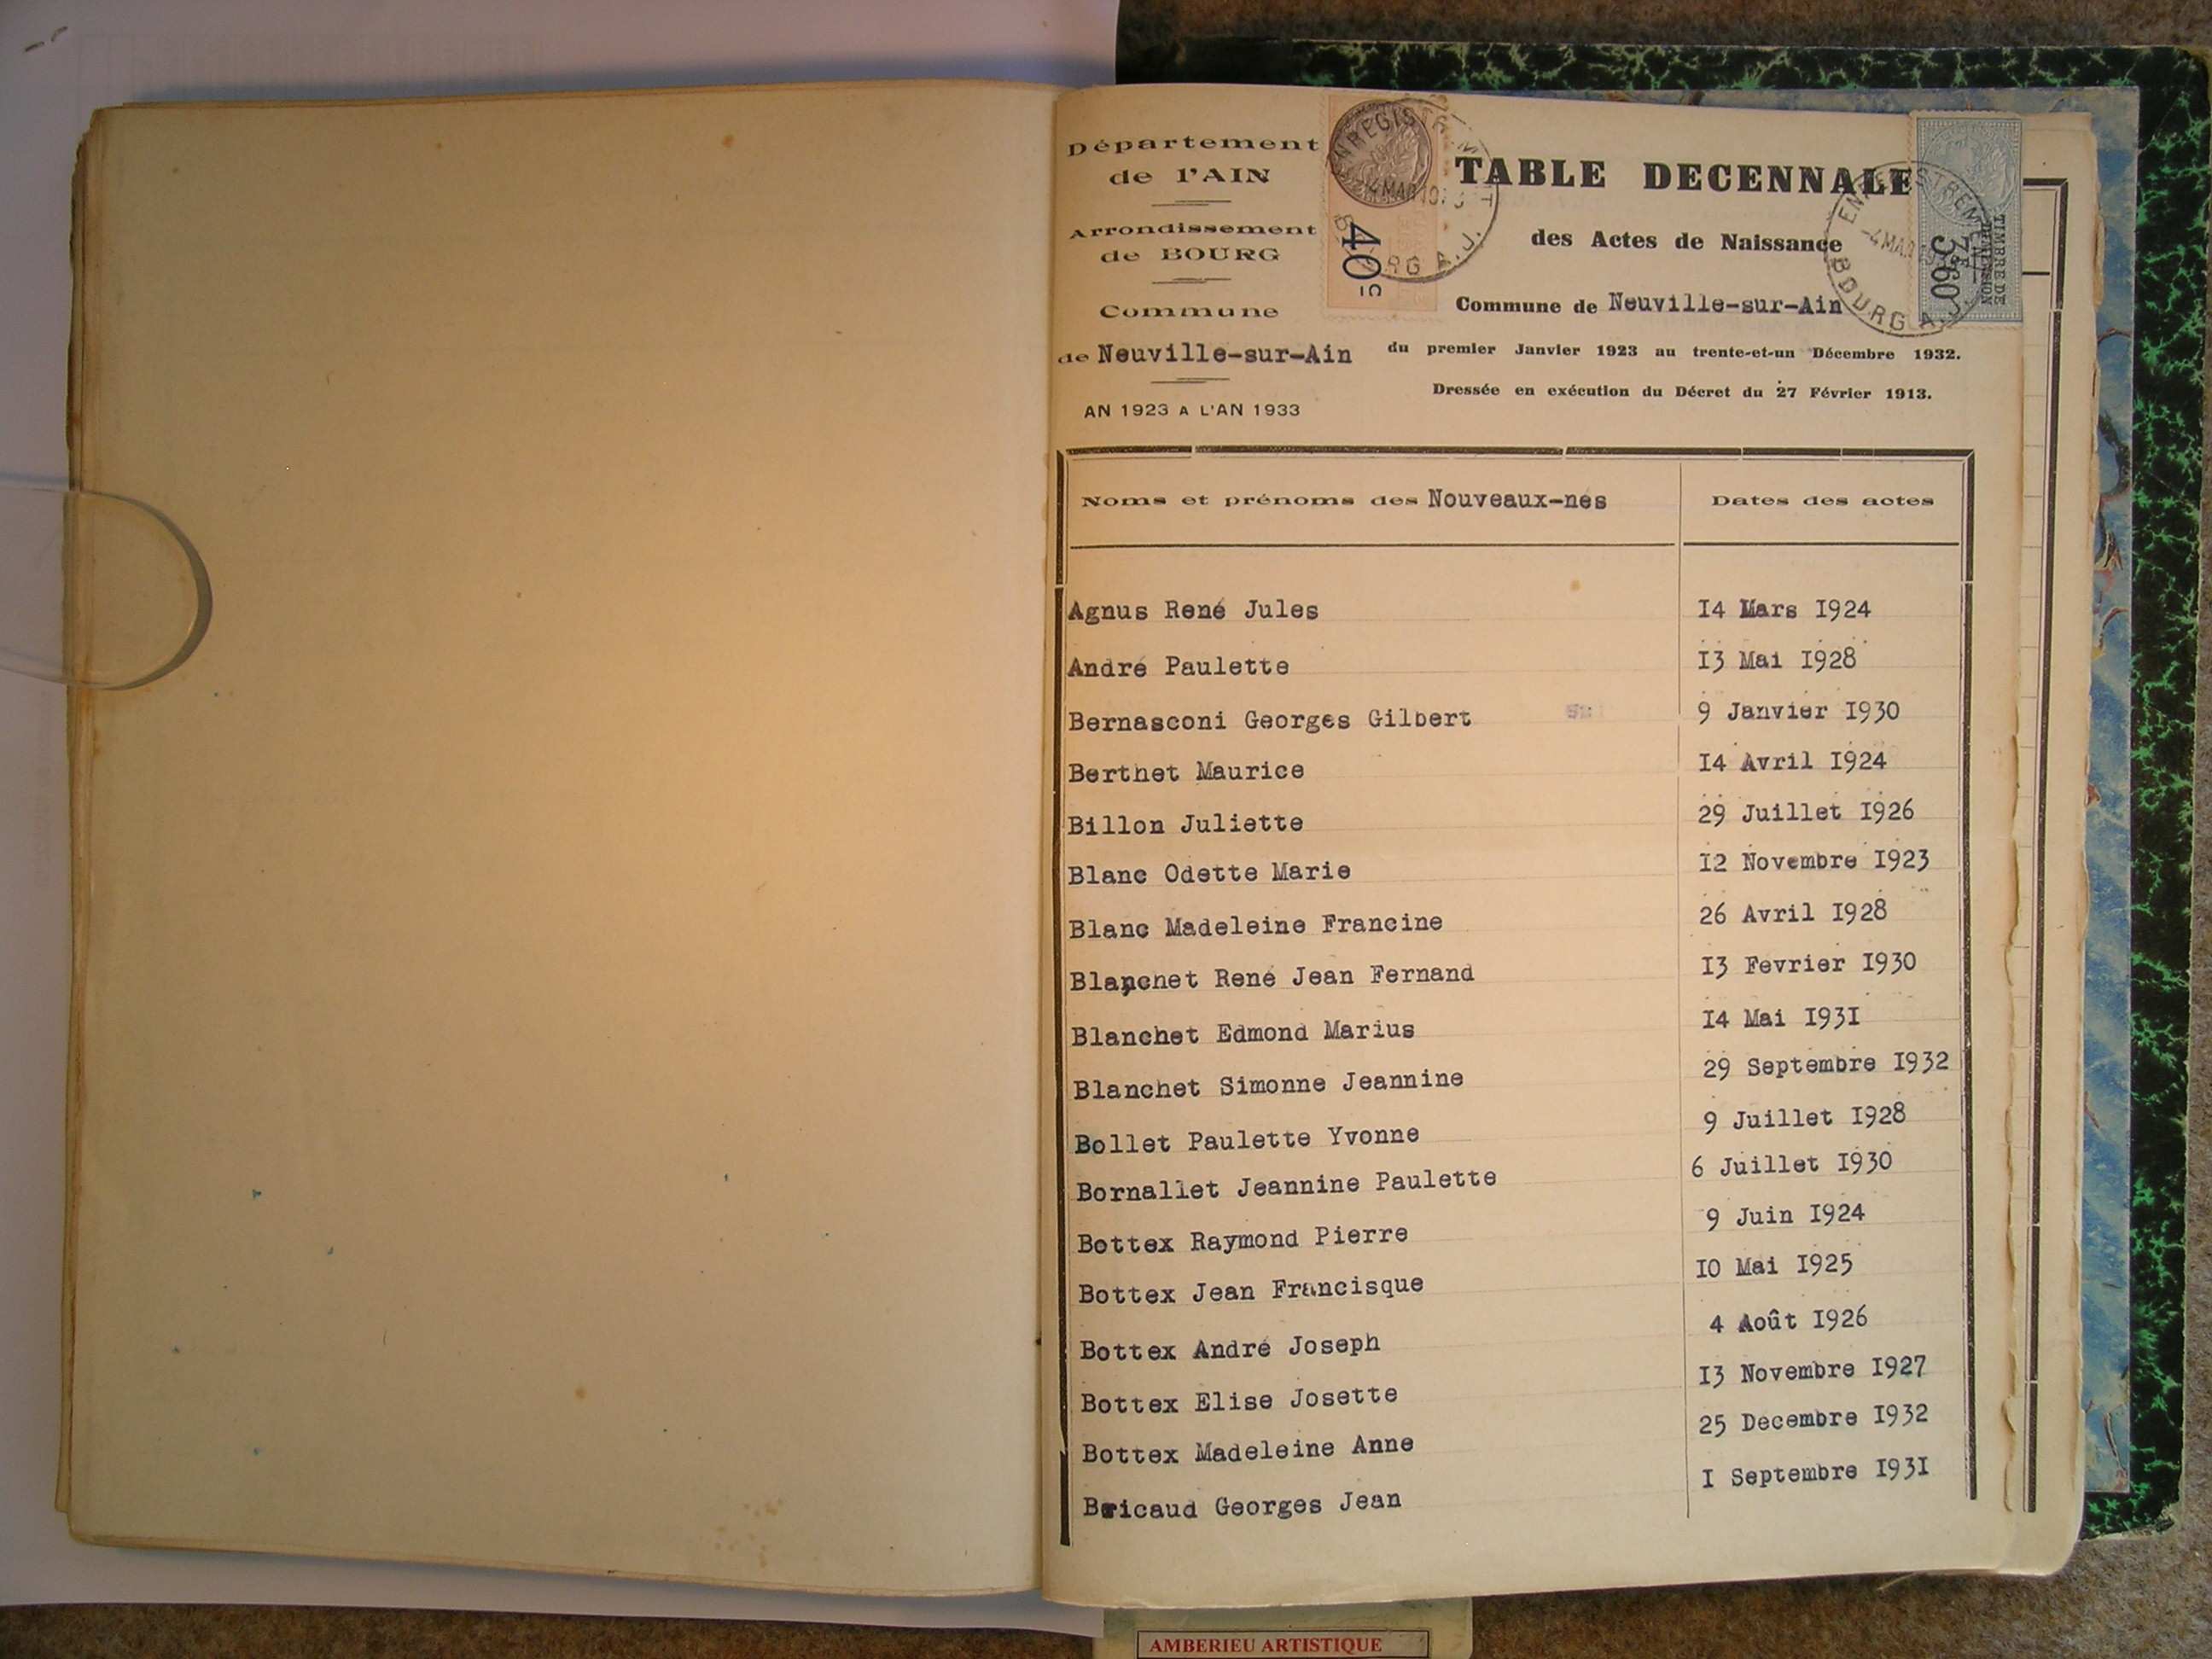 Département
de l'AIN
Arrondissement
de BOURG
Commune
de Neuville-sur-Ain
AN 1923 A L'AN 1933
40
TABLE DECENNALE
des Actes de Naissance
Commune de Neuville-sur-Ain
du premier Janvier 1923 au trente-et-un Décembre 1932.
Dressée en exécution du Décret du 27 Février 1913.
TIMBRE DE
DIMENSION
3F60
BOURG A.J.
Noms et prénoms des Nouveaux-nés Dates des actes
Agnus René Jules 14 Mars 1924
André Paulette 13 Mai 1928
Bernasconi Georges Gilbert 9 Janvier 1930
Berthet Maurice 14 Avril 1924
Billon Juliette 29 Juillet 1926
Blanc Odette Marie 12 Novembre 1923
Blanc Madeleine Francine 26 Avril 1928
Blanchet René Jean Fernand 13 Fevrier 1930
Blanchet Edmond Marius 14 Mai 1931
Blanchet Simonne Jeannine 29 Septembre 1932
Bollet Paulette Yvonne 9 Juillet 1928
Bornallet Jeannine Paulette 6 Juillet 1930
Bottex Raymond Pierre 9 Juin 1924
Bottex Jean Francisque 10 Mai 1925
Bottex André Joseph 4 Août 1926
Bottex Elise Josette 13 Novembre 1927
Bottex Madeleine Anne 25 Decembre 1932
Bricaud Georges Jean 1 Septembre 1931
AMBERIEU ARTISTIQUE